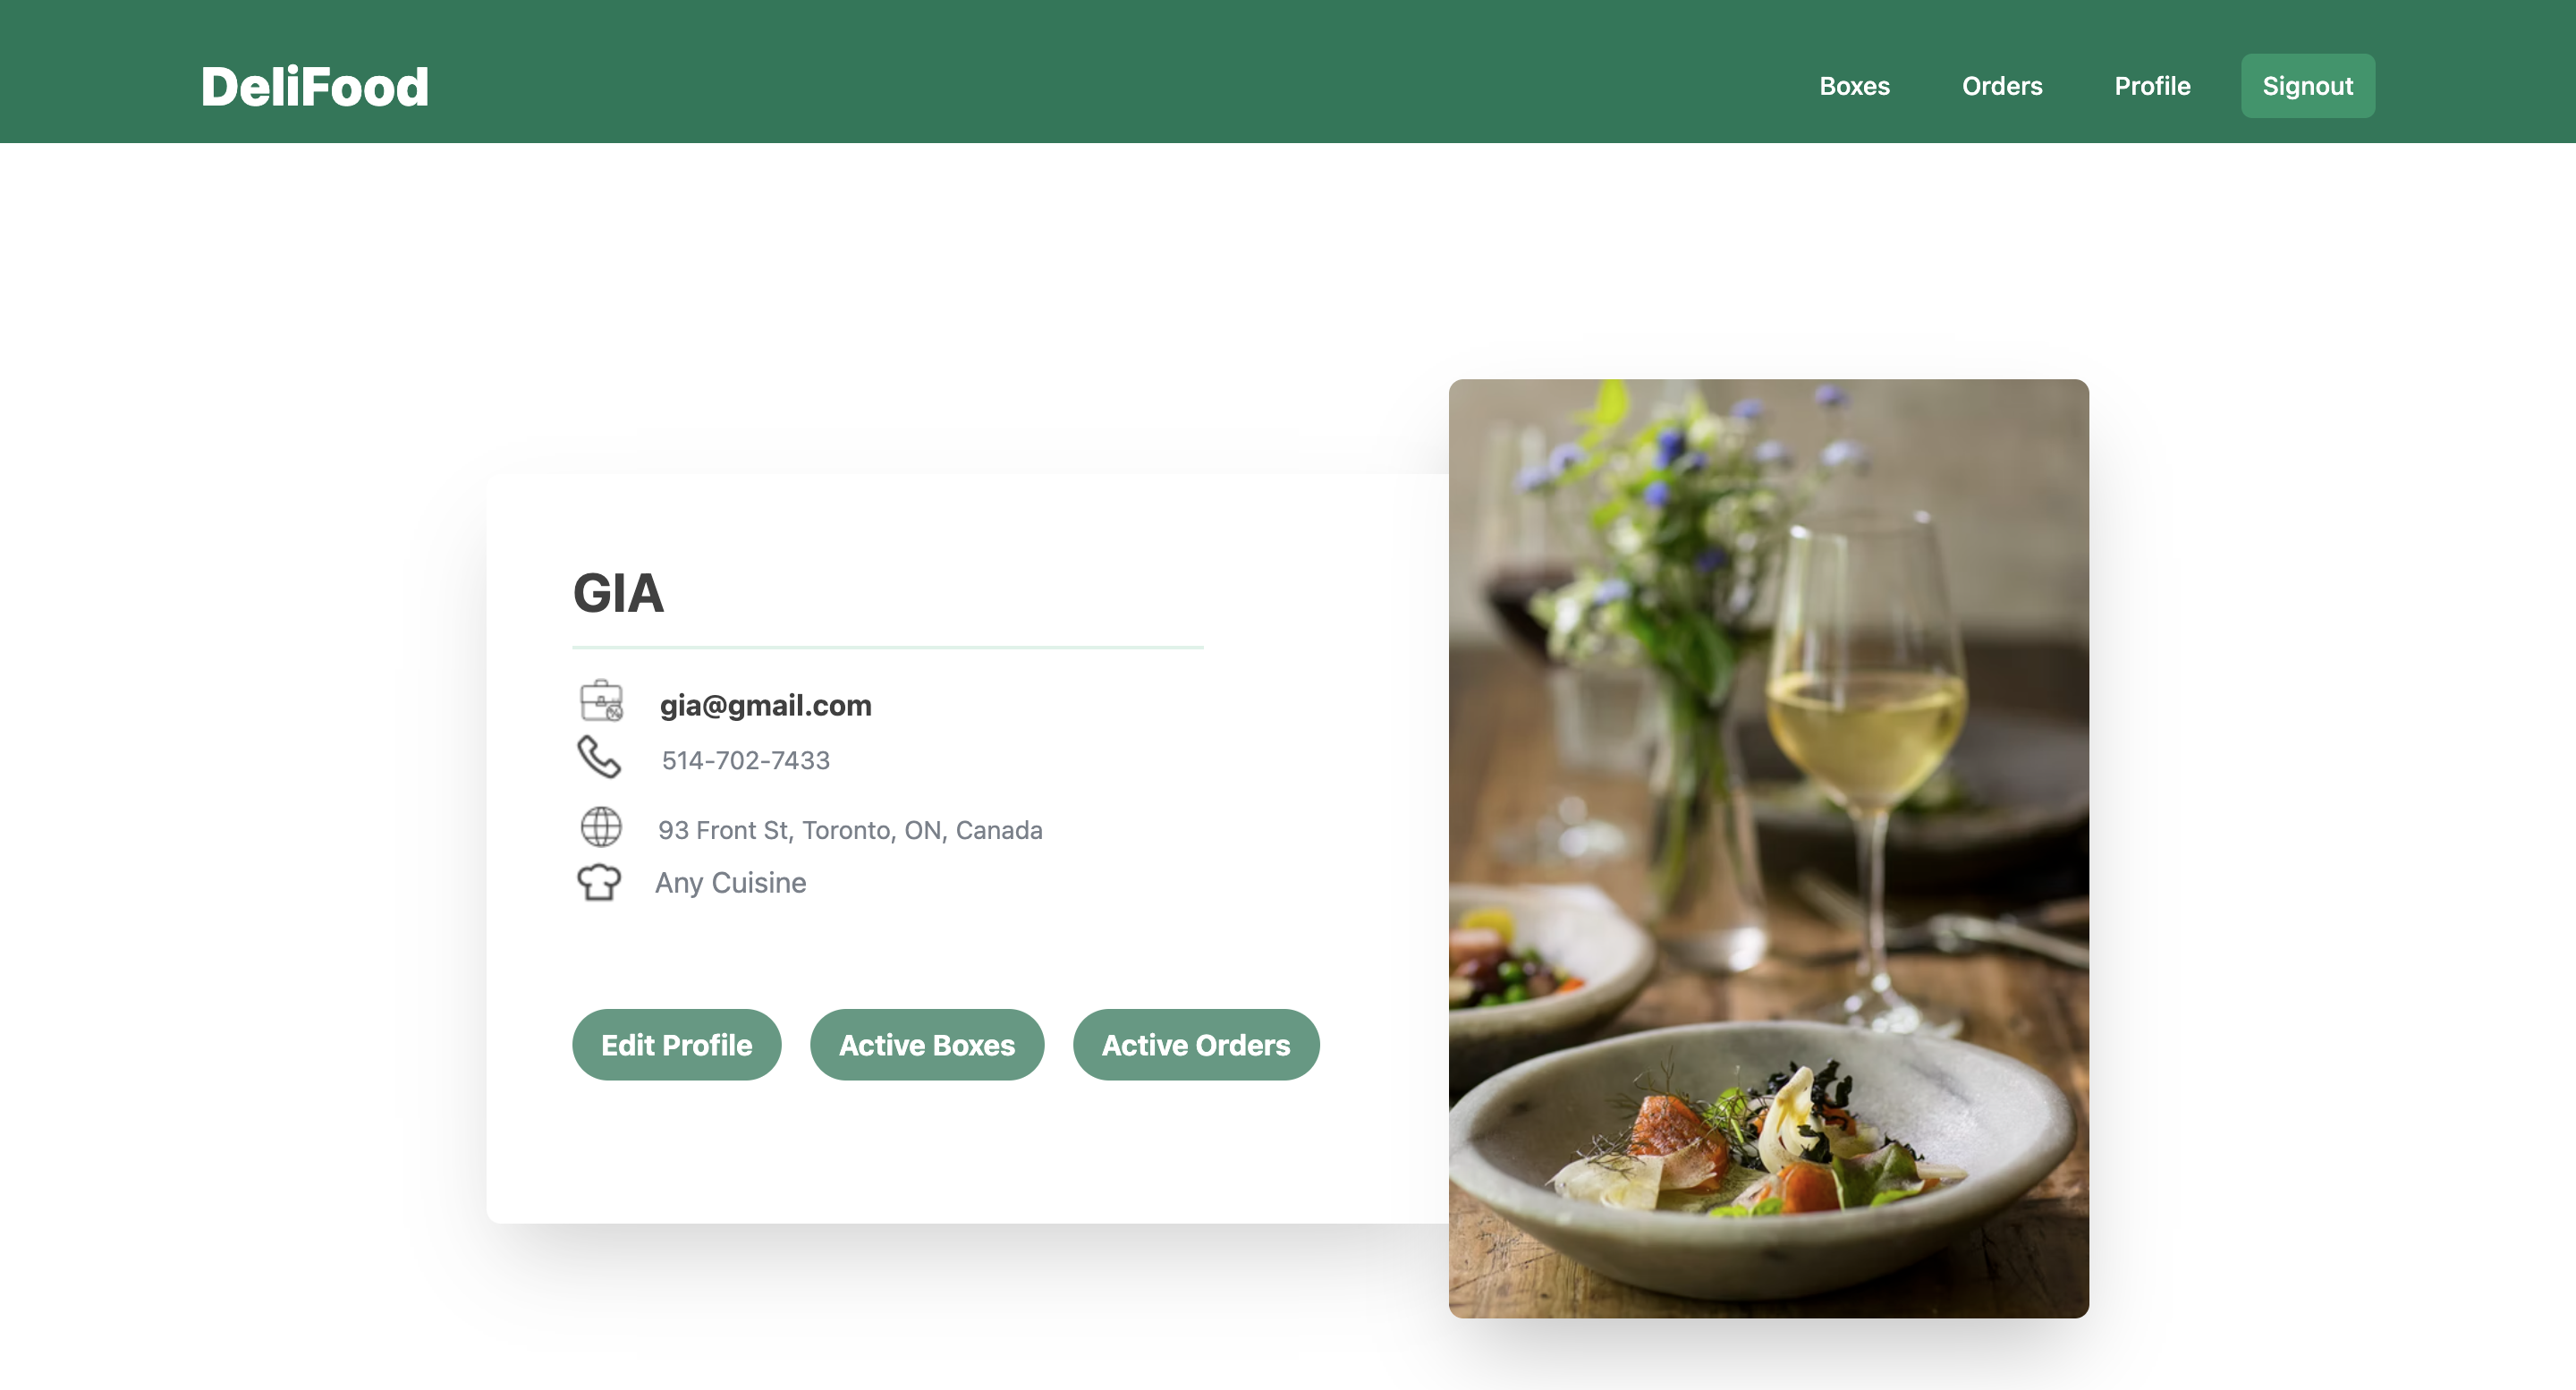 DeliFood
Boxes Orders Profile Signout
GIA
gia@gmail.com
514-702-7433
93 Front St, Toronto, ON, Canada
Any Cuisine
Edit Profile Active Boxes Active Orders